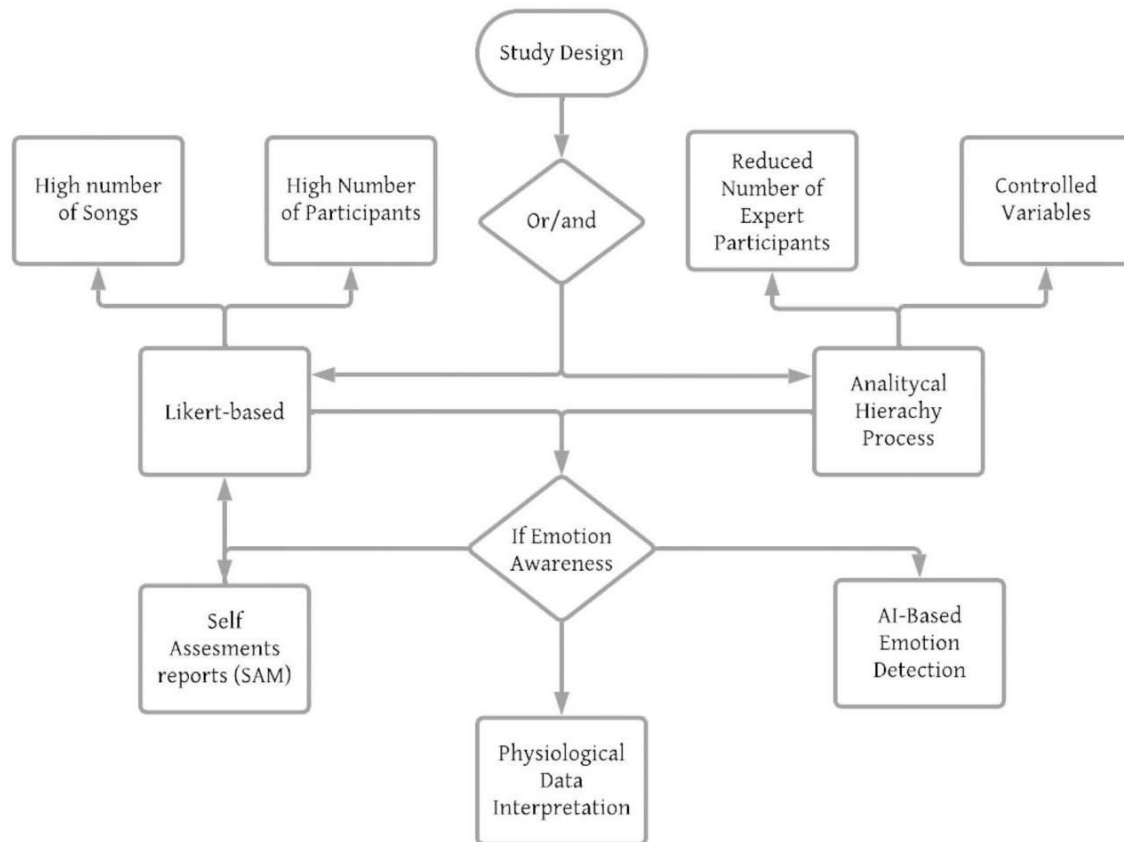 Study Design
High number
of Songs
High Number
of Participants
Or/and
Reduced
Number of
Expert
Participants
Controlled
Variables
Likert-based
Analitycal
Hierachy
Process
If Emotion
Awareness
Self
Assesments
reports (SAM)
AI-Based
Emotion
Detection
Physiological
Data
Interpretation